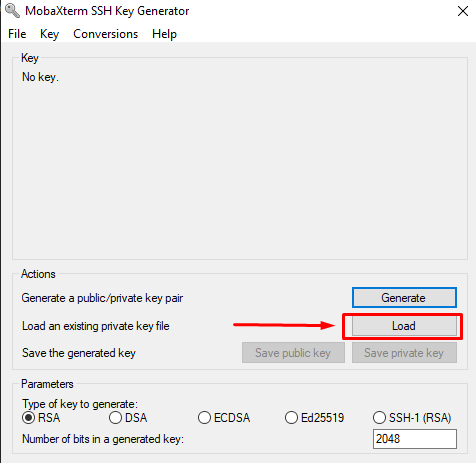 MobaXterm SSH Key Generator
File Key Conversions Help
Key
No key.
Actions
Generate a public/private key pair Generate
Load an existing private key file Load
Save the generated key Save public key Save private key
Parameters
Type of key to generate:
RSA DSA ECDSA Ed25519 SSH-1 (RSA)
Number of bits in a generated key: 2048